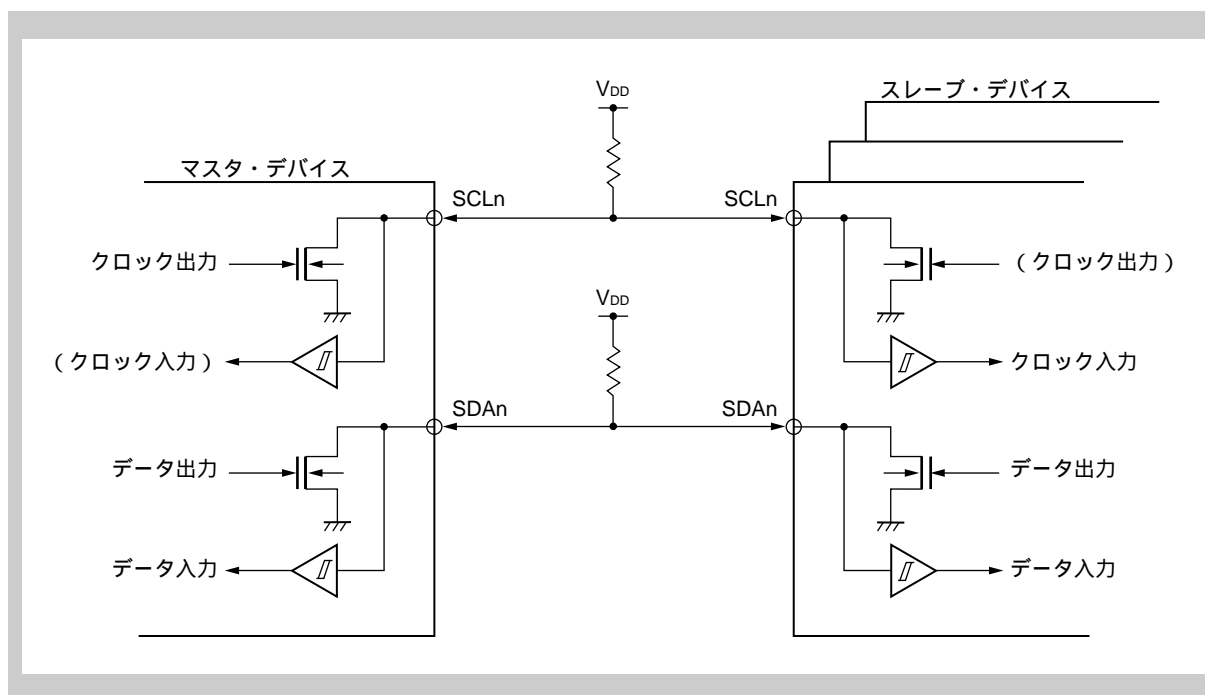 VDD
スレーブ・デバイス
マスタ・デバイス
SCLn
SCLn
クロック出力
（クロック出力）
VDD
（クロック入力）
クロック入力
SDAn
SDAn
データ出力
データ出力
データ入力
データ入力